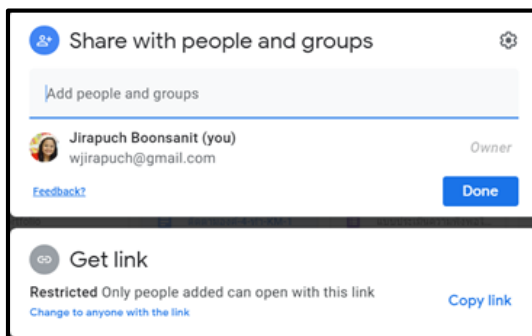 Share with people and groups
Add people and groups
Jirapuch Boonsanit (you)
wjirapuch@gmail.com
Owner
Feedback?
Done
Get link
Restricted Only people added can open with this link
Change to anyone with the link
Copy link